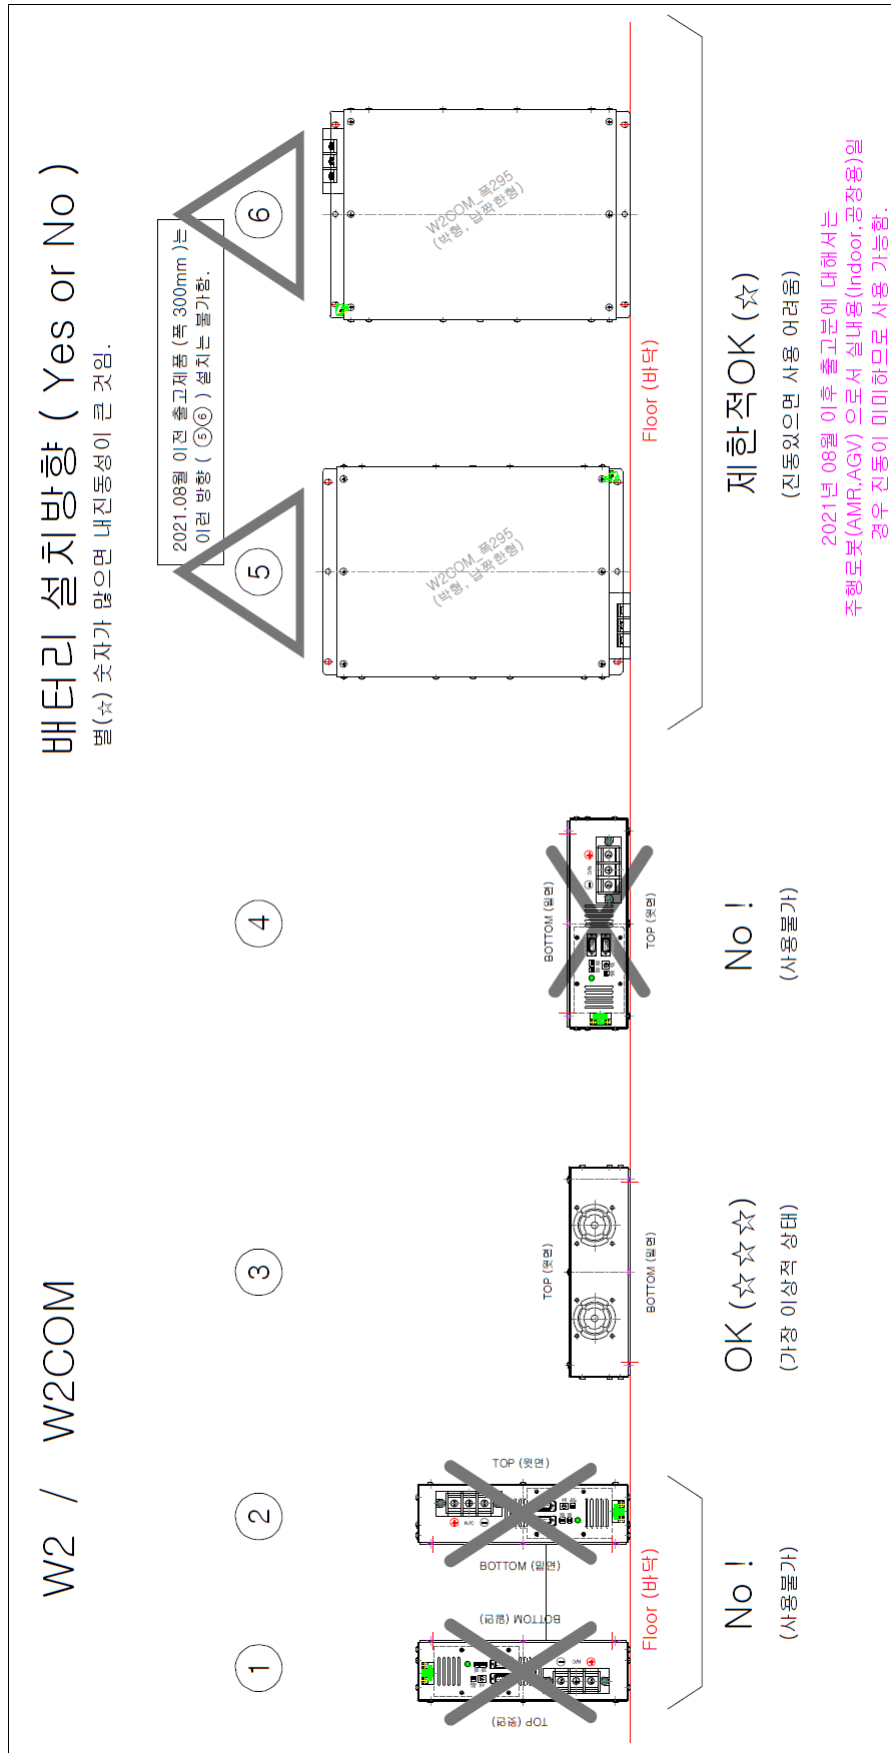 W2 / W2COM
배터리 설치방향 ( Yes or No )
별(☆) 숫자가 많으면 내진동성이 큰 것임.
2021.08월 이전 출고제품 (폭 300mm )는
이런 방향 ( ⑤⑥ ) 설치는 불가함.
①
②
③
④
⑤
⑥
TOP (윗면)
BOTTOM (밑면)
N/C
BOTTOM (밑면)
TOP (윗면)
N/C
TOP (윗면)
BOTTOM (밑면)
BOTTOM (밑면)
TOP (윗면)
N/C
W2COM_폭295
(박형, 납짝한형)
W2COM_폭295
(박형, 납짝한형)
Floor (바닥)
Floor (바닥)
No !
(사용불가)
OK (☆☆☆)
(가장 이상적 상태)
No !
(사용불가)
제한적OK (☆)
(진동있으면 사용 어려움)
2021년 08월 이후 출고분에 대해서는
주행로봇(AMR,AGV) 으로서 실내용(Indoor,공장용)일
경우 진동이 미미하므로 사용 가능함.